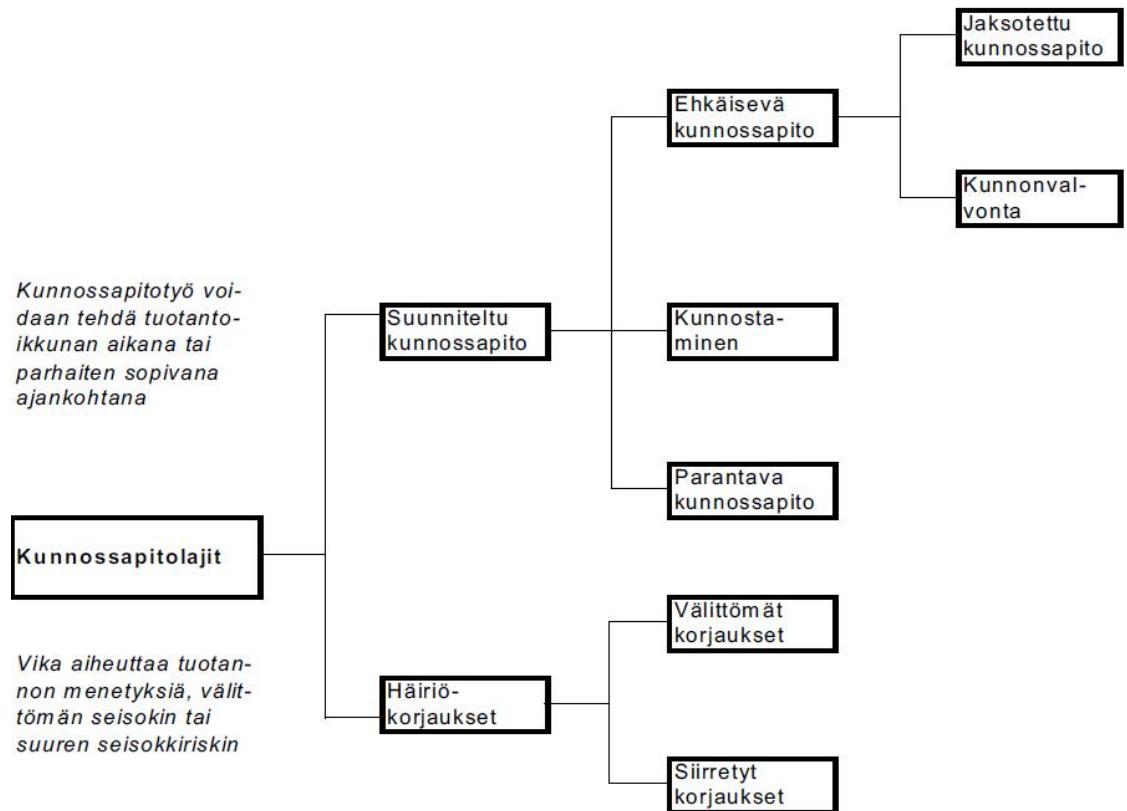 Jaksotettu
kunnossapito
Ehkäisevä
kunnossapito
Kunnonval-
vonta
Kunnossapitotyö voi-
daan tehdä tuotanto-
ikkunan aikana tai
parhaiten sopivana
ajankohtana
Suunniteltu
kunnossapito
Kunnosta-
minen
Parantava
kunnossapito
Kunnossapitolajit
Välittömät
korjaukset
Vika aiheuttaa tuotan-
non menetyksiä, välit-
tömän seisokin tai
suuren seisokkiriskin
Häiriö-
korjaukset
Siirretyt
korjaukset